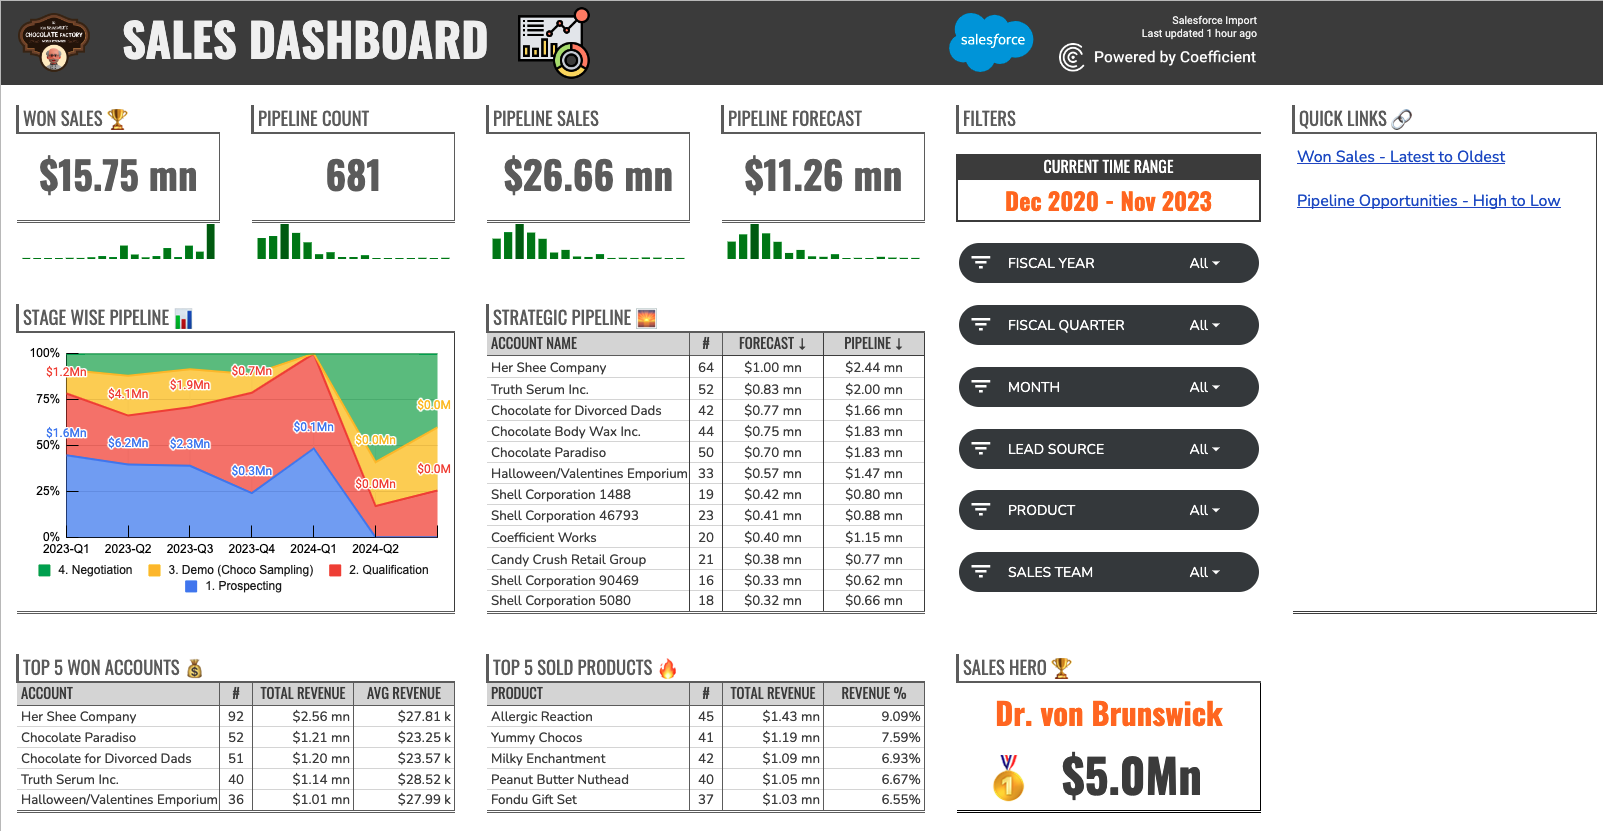 CHOCOLATE FACTORY
SALES DASHBOARD
salesforce
Salesforce Import
Last updated 1 hour ago
Powered by Coefficient
WON SALES
$15.75 mn
PIPELINE COUNT
681
PIPELINE SALES
$26.66 mn
PIPELINE FORECAST
$11.26 mn
FILTERS
CURRENT TIME RANGE
Dec 2020 - Nov 2023
FISCAL YEAR All
FISCAL QUARTER All
MONTH All
LEAD SOURCE All
PRODUCT All
SALES TEAM All
QUICK LINKS
Won Sales - Latest to Oldest
Pipeline Opportunities - High to Low
STAGE WISE PIPELINE
100%
75%
50%
25%
0%
$1.2Mn
$4.1Mn
$1.9Mn
$0.7Mn
$0.0M
$1.6Mn
$6.2Mn
$2.3Mn
$0.3Mn
$0.1Mn
$0.0Mn
$0.0Mn
$0.0M
2023-Q1 2023-Q2 2023-Q3 2023-Q4 2024-Q1 2024-Q2
4. Negotiation 3. Demo (Choco Sampling) 2. Qualification
1. Prospecting
STRATEGIC PIPELINE
ACCOUNT NAME # FORECAST ↓ PIPELINE ↓
Her Shee Company 64 $1.00 mn $2.44 mn
Truth Serum Inc. 52 $0.83 mn $2.00 mn
Chocolate for Divorced Dads 42 $0.77 mn $1.66 mn
Chocolate Body Wax Inc. 44 $0.75 mn $1.83 mn
Chocolate Paradiso 50 $0.70 mn $1.83 mn
Halloween/Valentines Emporium 33 $0.57 mn $1.47 mn
Shell Corporation 1488 19 $0.42 mn $0.80 mn
Shell Corporation 46793 23 $0.41 mn $0.88 mn
Coefficient Works 20 $0.40 mn $1.15 mn
Candy Crush Retail Group 21 $0.38 mn $0.77 mn
Shell Corporation 90469 16 $0.33 mn $0.62 mn
Shell Corporation 5080 18 $0.32 mn $0.66 mn
TOP 5 WON ACCOUNTS
ACCOUNT # TOTAL REVENUE AVG REVENUE
Her Shee Company 92 $2.56 mn $27.81 k
Chocolate Paradiso 52 $1.21 mn $23.25 k
Chocolate for Divorced Dads 51 $1.20 mn $23.57 k
Truth Serum Inc. 40 $1.14 mn $28.52 k
Halloween/Valentines Emporium 36 $1.01 mn $27.99 k
TOP 5 SOLD PRODUCTS
PRODUCT # TOTAL REVENUE REVENUE %
Allergic Reaction 45 $1.43 mn 9.09%
Yummy Chocos 41 $1.19 mn 7.59%
Milky Enchantment 42 $1.09 mn 6.93%
Peanut Butter Nuthead 40 $1.05 mn 6.67%
Fondu Gift Set 37 $1.03 mn 6.55%
SALES HERO
Dr. von Brunswick
1
$5.0Mn